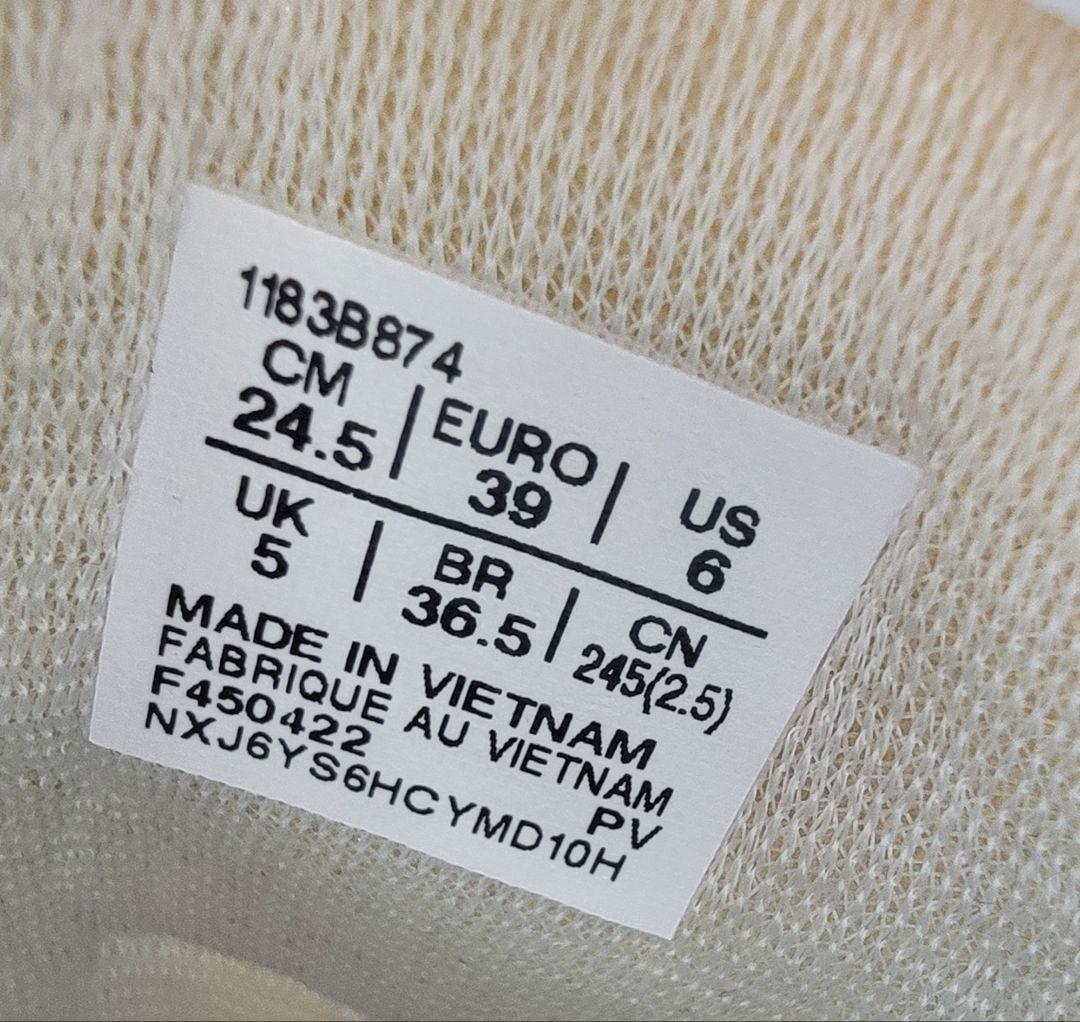 1183B874
CM | EURO | US
24.5 | 39 | 6
UK | BR | CN
5 | 36.5 | 245(2.5)
MADE IN VIETNAM
FABRIQUE AU VIETNAM
F450422 PV
NXJ6YS6HCYMD10H